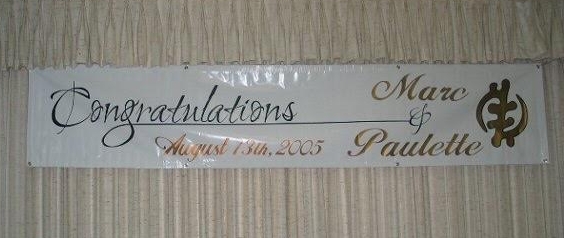 Congratulations
Marc
&
Paulette
August 13th, 2005